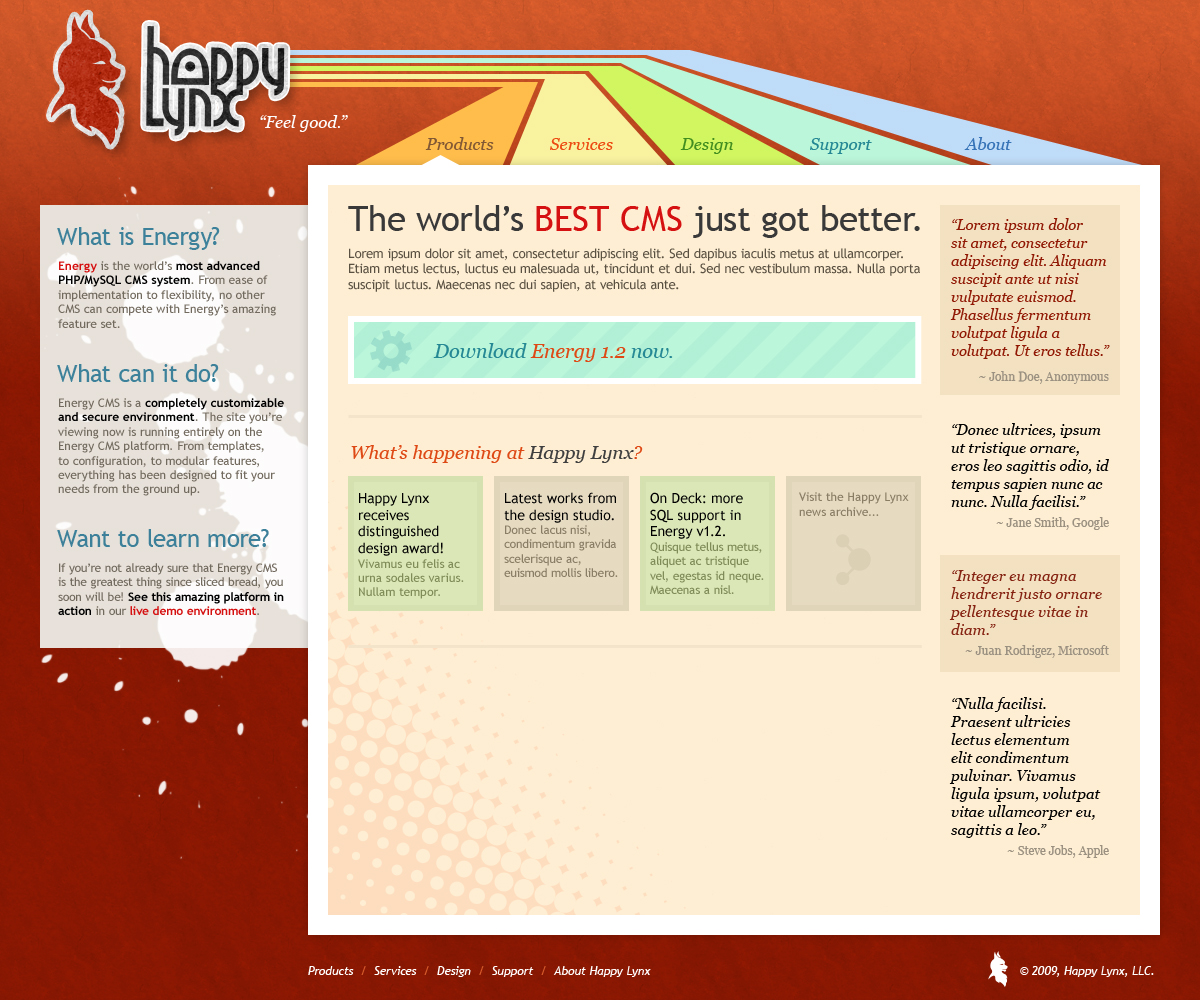 happy
lynx
“Feel good.”
Products
Services
Design
Support
About
What is Energy?
Energy is the world’s most advanced
PHP/MySQL CMS system. From ease of
implementation to flexibility, no other
CMS can compete with Energy’s amazing
feature set.
What can it do?
Energy CMS is a completely customizable
and secure environment. The site you’re
viewing now is running entirely on the
Energy CMS platform. From templates,
to configuration, to modular features,
everything has been designed to fit your
needs from the ground up.
Want to learn more?
If you’re not already sure that Energy CMS
is the greatest thing since sliced bread, you
soon will be! See this amazing platform in
action in our live demo environment.
The world’s BEST CMS just got better.
Lorem ipsum dolor sit amet, consectetur adipiscing elit. Sed dapibus iaculis metus at ullamcorper.
Etiam metus lectus, luctus eu malesuada ut, tincidunt et dui. Sed nec vestibulum massa. Nulla porta
suscipit luctus. Maecenas nec dui sapien, at vehicula ante.
Download Energy 1.2 now.
What’s happening at Happy Lynx?
Happy Lynx
receives
distinguished
design award!
Vivamus eu felis ac
urna sodales varius.
Nullam tempor.
Latest works from
the design studio.
Donec lacus nisi,
condimentum gravida
scelerisque ac,
euismod mollis libero.
On Deck: more
SQL support in
Energy v1.2.
Quisque tellus metus,
aliquet ac tristique
vel, egestas id neque.
Maecenas a nisl.
Visit the Happy Lynx
news archive...
“Lorem ipsum dolor
sit amet, consectetur
adipiscing elit. Aliquam
suscipit ante ut nisi
vulputate euismod.
Phasellus fermentum
volutpat ligula a
volutpat. Ut eros tellus.”
~ John Doe, Anonymous
“Donec ultrices, ipsum
ut tristique ornare,
eros leo sagittis odio, id
tempus sapien nunc ac
nunc. Nulla facilisi.”
~ Jane Smith, Google
“Integer eu magna
hendrerit justo ornare
pellentesque vitae in
diam.”
~ Juan Rodrigez, Microsoft
“Nulla facilisi.
Praesent ultricies
lectus elementum
elit condimentum
pulvinar. Vivamus
ligula ipsum, volutpat
vitae ullamcorper eu,
sagittis a leo.”
~ Steve Jobs, Apple
Products / Services / Design / Support / About Happy Lynx
© 2009, Happy Lynx, LLC.